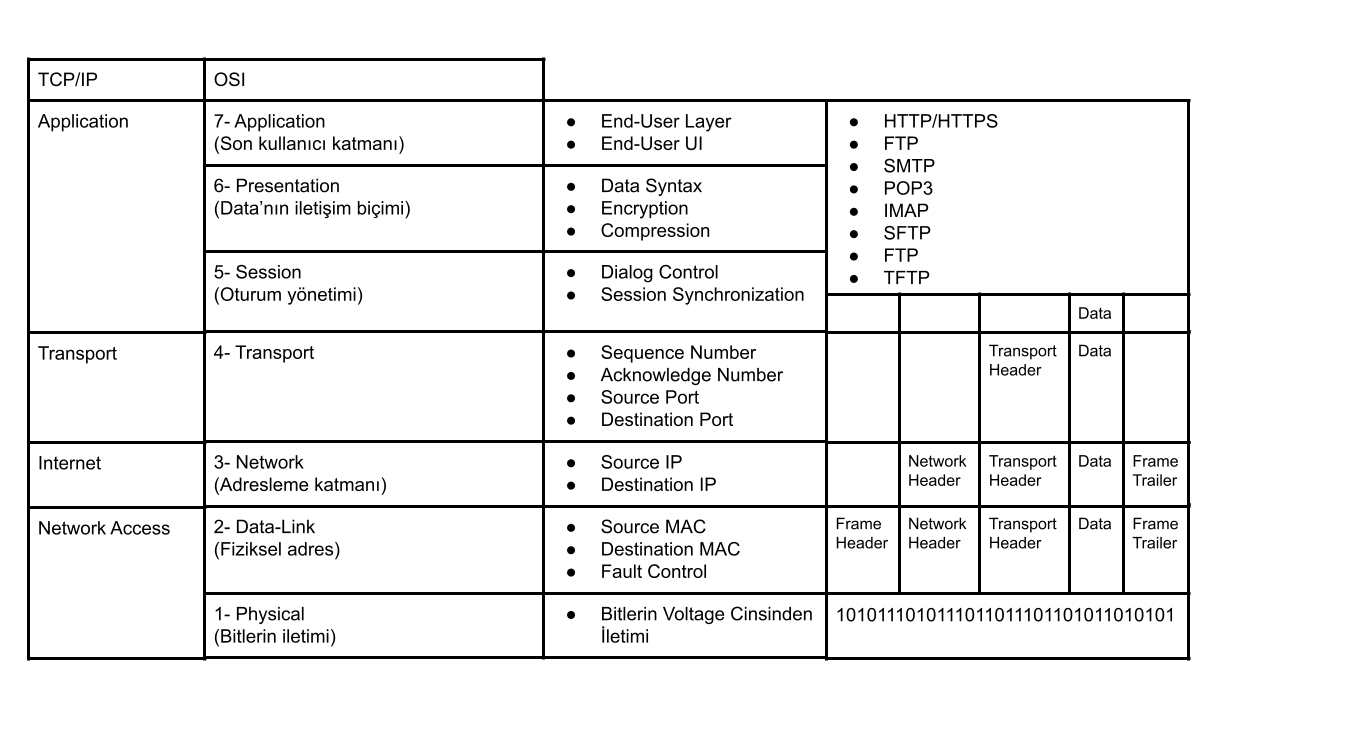 TCP/IP
OSI
Application
7- Application
(Son kullanıcı katmanı)
● End-User Layer
● End-User UI
● HTTP/HTTPS
● FTP
● SMTP
● POP3
● IMAP
● SFTP
● FTP
● TFTP
6- Presentation
(Data’nın iletişim biçimi)
● Data Syntax
● Encryption
● Compression
5- Session
(Oturum yönetimi)
● Dialog Control
● Session Synchronization
Data
Transport
4- Transport
● Sequence Number
● Acknowledge Number
● Source Port
● Destination Port
Transport
Header
Data
Internet
3- Network
(Adresleme katmanı)
● Source IP
● Destination IP
Network
Header
Transport
Header
Data
Frame
Trailer
Network Access
2- Data-Link
(Fiziksel adres)
● Source MAC
● Destination MAC
● Fault Control
Frame
Header
Network
Header
Transport
Header
Data
Frame
Trailer
1- Physical
(Bitlerin iletimi)
● Bitlerin Voltage Cinsinden
İletimi
1010111010111011011101101011010101